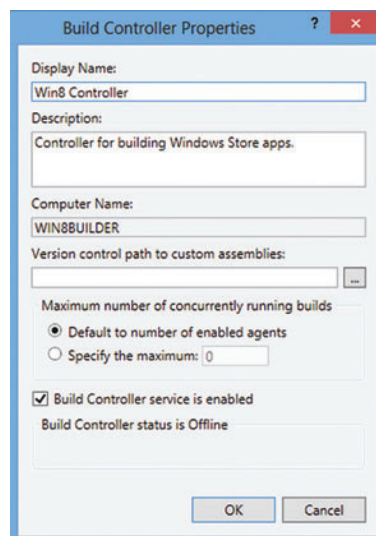 Build Controller Properties
?
×
Display Name:
Win8 Controller
Description:
Controller for building Windows Store apps.
Computer Name:
WIN8BUILDER
Version control path to custom assemblies:
...
Maximum number of concurrently running builds
Default to number of enabled agents
Specify the maximum: 0
Build Controller service is enabled
Build Controller status is Offline
OK
Cancel